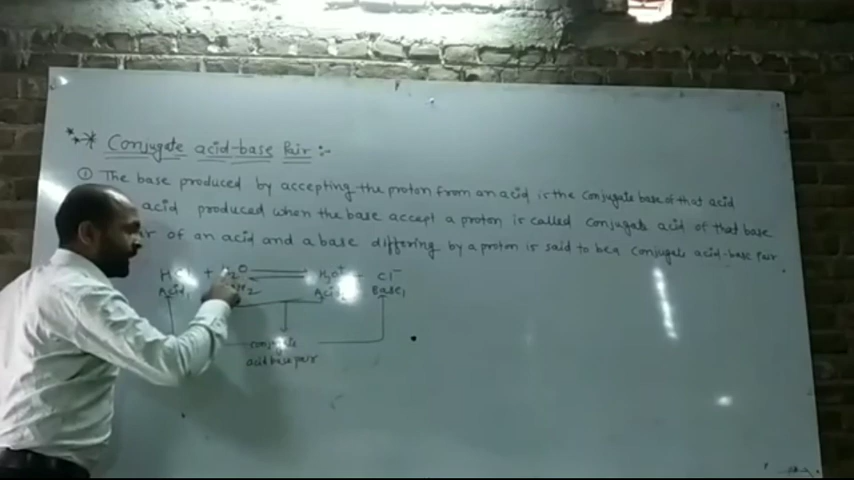 Conjugate acid-base Pair :-
① The base produced by accepting the proton from an acid is the conjugate base of that acid
acid produced when the base accept a proton is called conjugate acid of that base
of an acid and a base differing by a proton is said to be a conjugate acid-base Pair.
+ H₃O⁺ Cl⁻
Acid₁ Base₁
conjugate
acid base pair